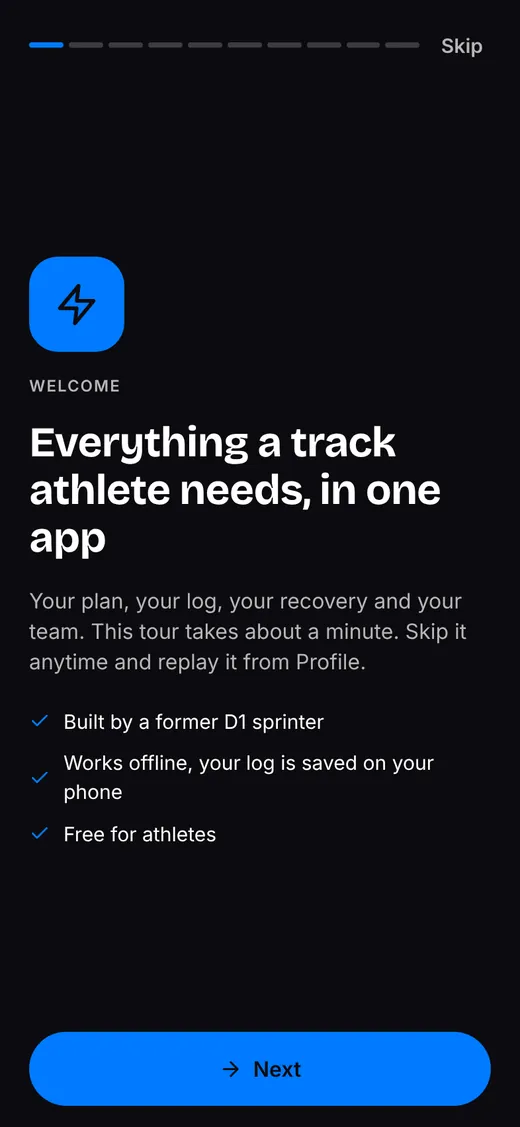 Skip
WELCOME
Everything a track
athlete needs, in one
app
Your plan, your log, your recovery and your
team. This tour takes about a minute. Skip it
anytime and replay it from Profile.
Built by a former D1 sprinter
Works offline, your log is saved on your
phone
Free for athletes
Next